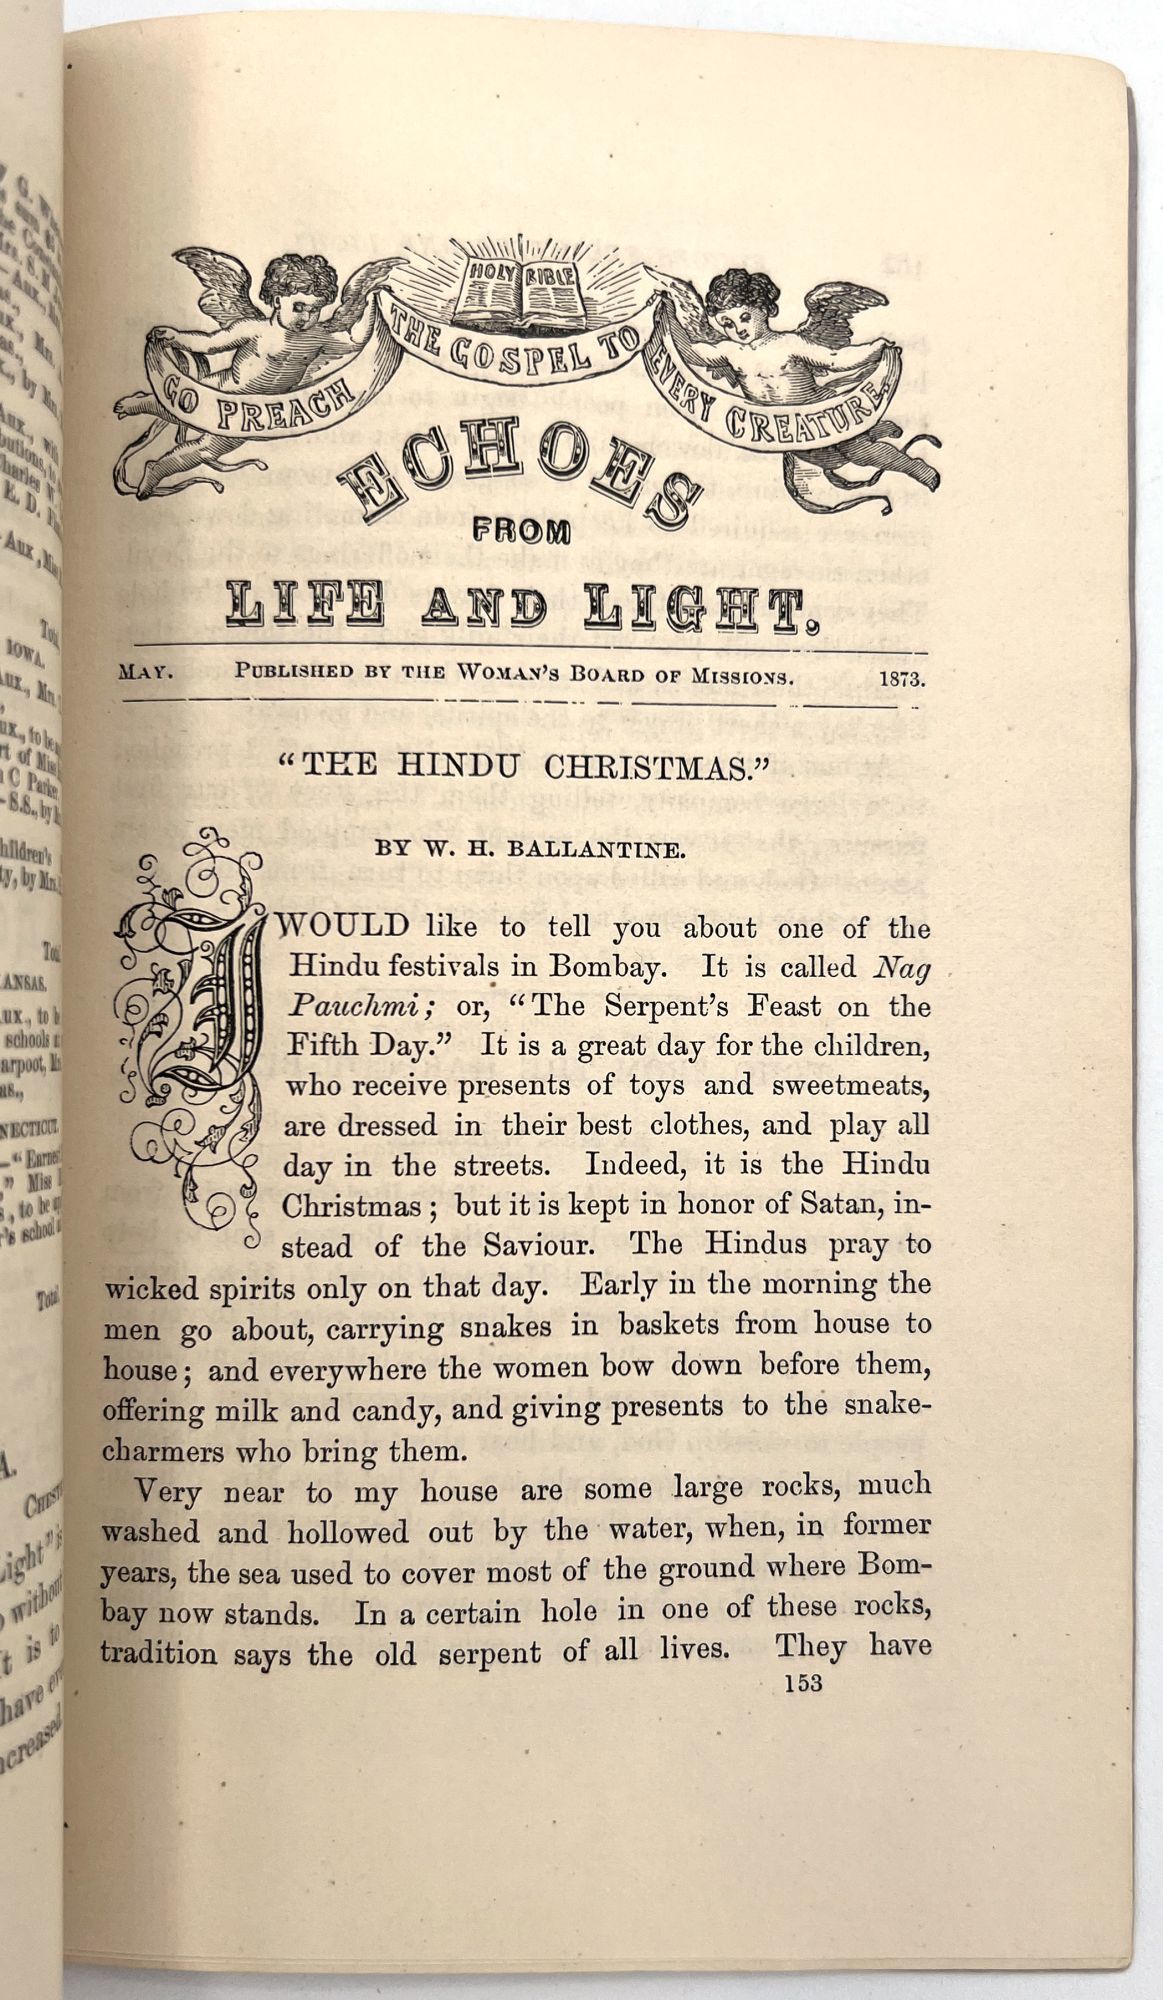 HOLY BIBLE
GO PREACH THE GOSPEL TO EVERY CREATURE.
ECHOES
FROM
LIFE AND LIGHT.
MAY. PUBLISHED BY THE WOMAN'S BOARD OF MISSIONS. 1873.
"THE HINDU CHRISTMAS."
BY W. H. BALLANTINE.
I WOULD like to tell you about one of the
Hindu festivals in Bombay. It is called Nag
Pauchmi; or, "The Serpent's Feast on the
Fifth Day." It is a great day for the children,
who receive presents of toys and sweetmeats,
are dressed in their best clothes, and play all
day in the streets. Indeed, it is the Hindu
Christmas; but it is kept in honor of Satan, in-
stead of the Saviour. The Hindus pray to
wicked spirits only on that day. Early in the morning the
men go about, carrying snakes in baskets from house to
house; and everywhere the women bow down before them,
offering milk and candy, and giving presents to the snake-
charmers who bring them.
Very near to my house are some large rocks, much
washed and hollowed out by the water, when, in former
years, the sea used to cover most of the ground where Bom-
bay now stands. In a certain hole in one of these rocks,
tradition says the old serpent of all lives. They have
153